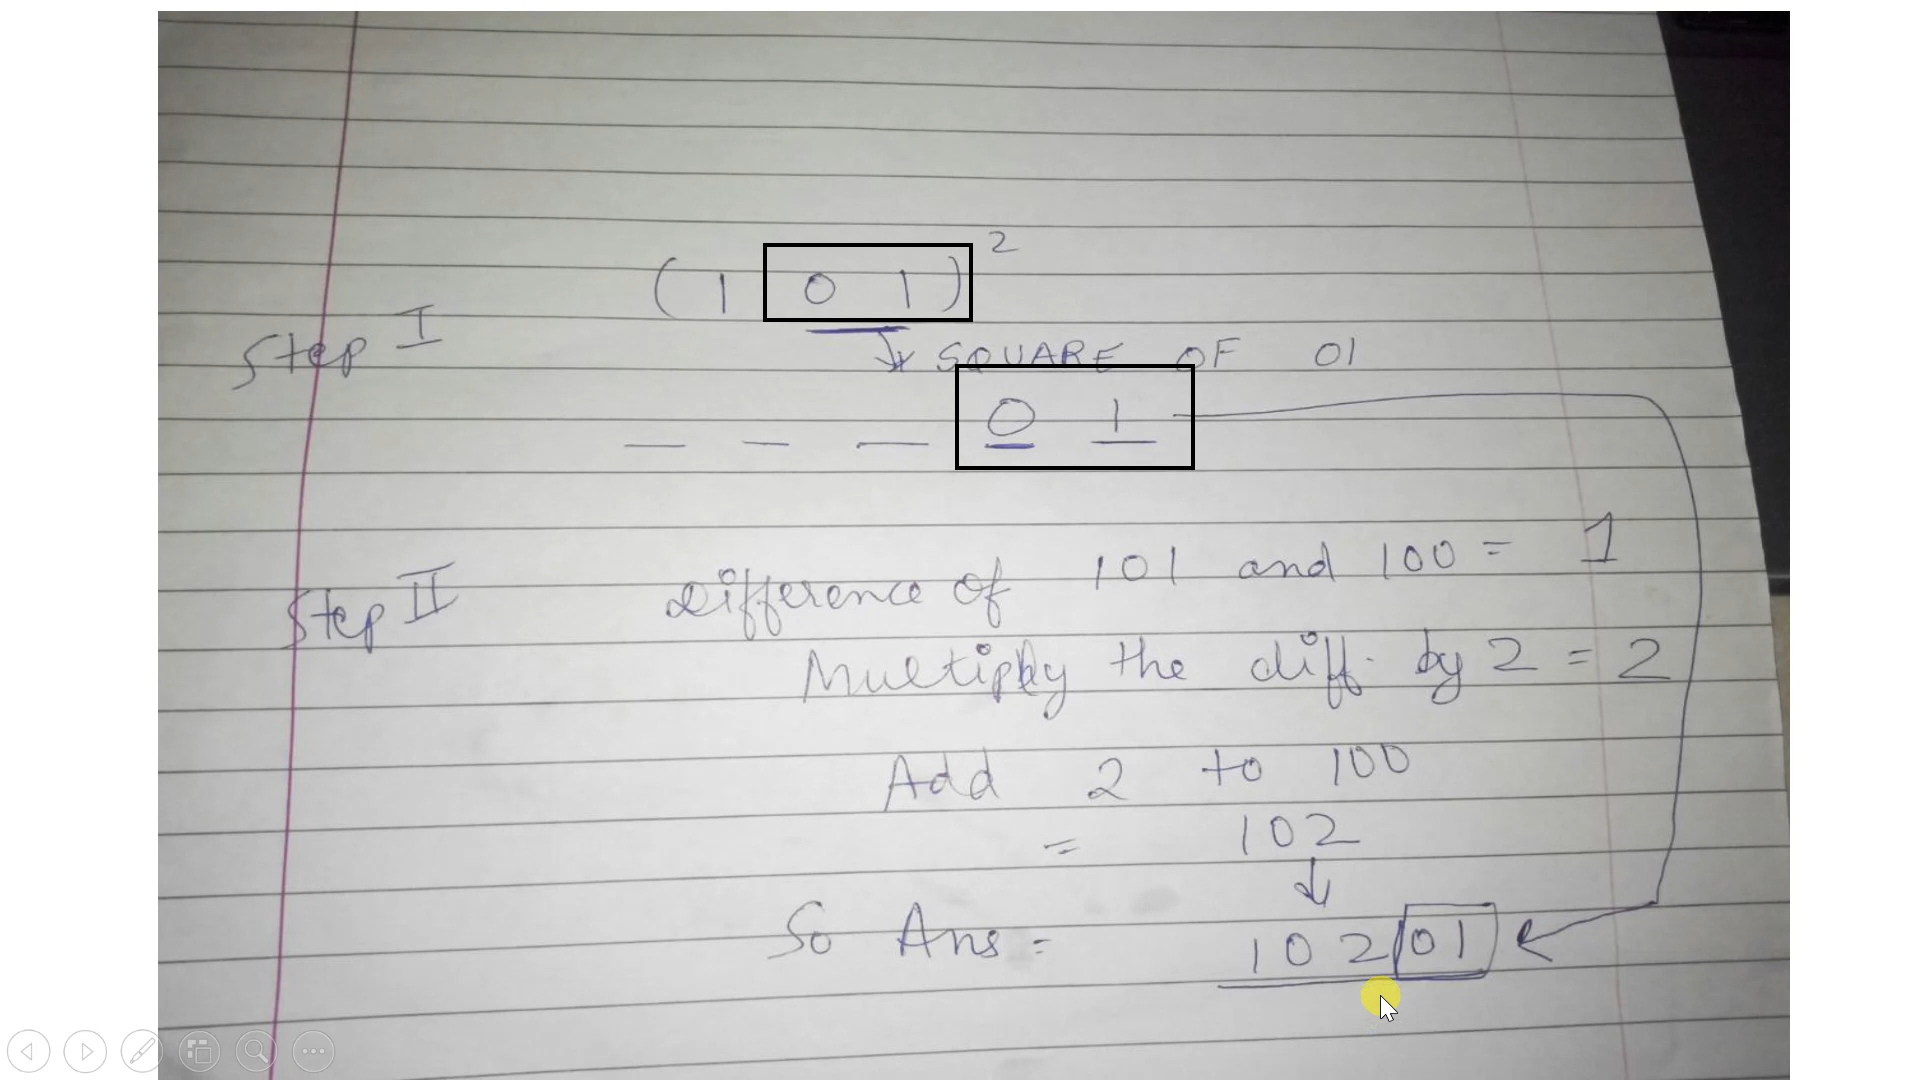 (1 0 1)²
Step I
SQUARE OF 01
_ _ _ 0 1
Step II Difference of 101 and 100 = 1
Multiply the diff. by 2 = 2
Add 2 to 100
= 102
So Ans = 102 01